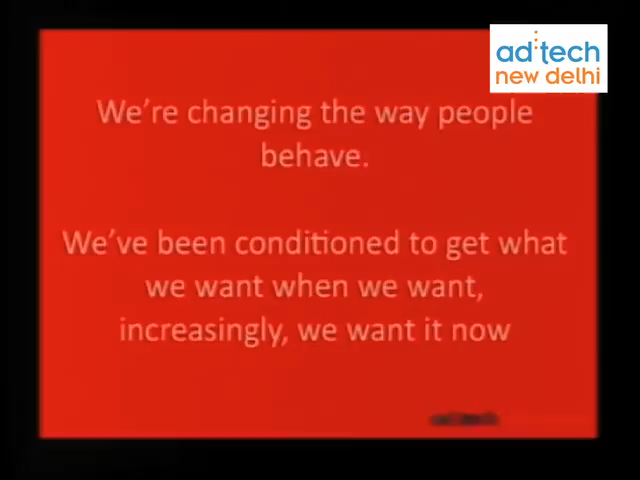 ad:tech
new delhi
We're changing the way people
behave.
We've been conditioned to get what
we want when we want,
increasingly, we want it now